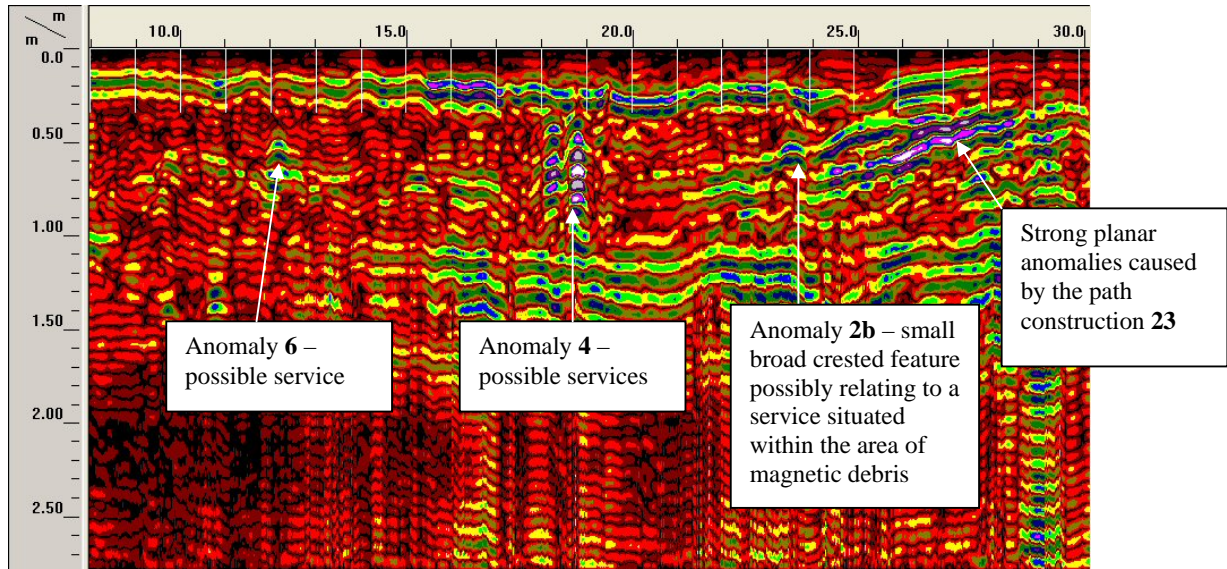 m
m
10.0 15.0 20.0 25.0 30.0
0.0
0.50
1.00
1.50
2.00
2.50
Anomaly 6 –
possible service
Anomaly 4 –
possible services
Anomaly 2b – small
broad crested feature
possibly relating to a
service situated
within the area of
magnetic debris
Strong planar
anomalies caused
by the path
construction 23